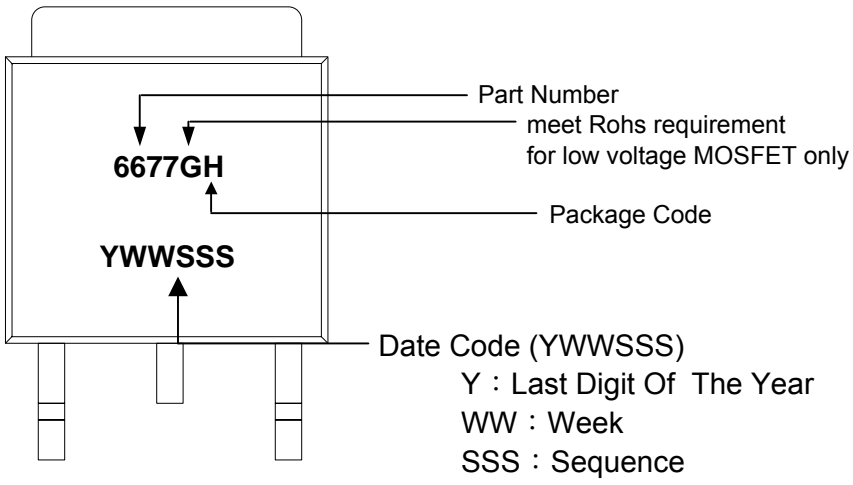 Part Number
meet Rohs requirement
for low voltage MOSFET only
6677GH
Package Code
YWWSSS
Date Code (YWWSSS)
Y：Last Digit Of The Year
WW：Week
SSS：Sequence